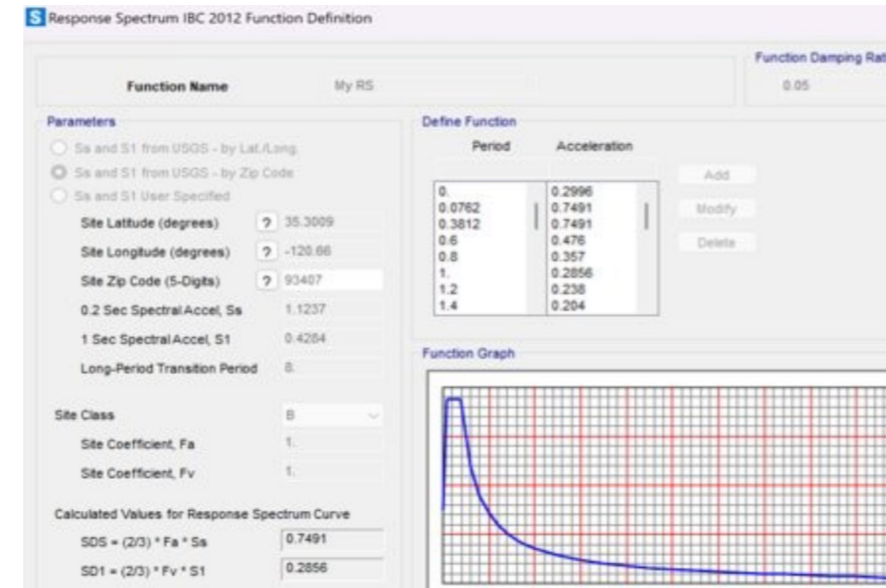 S Response Spectrum IBC 2012 Function Definition
Function Damping Rat
Function Name My RS 0.05
Parameters
Ss and S1 from USGS - by Lat./Long.
Ss and S1 from USGS - by Zip Code
Ss and S1 User Specified
Site Latitude (degrees) ? 35.3009
Site Longitude (degrees) ? -120.66
Site Zip Code (5-Digits) ? 93407
0.2 Sec Spectral Accel, Ss 1.1237
1 Sec Spectral Accel, S1 0.4284
Long-Period Transition Period 8.
Site Class B
Site Coefficient, Fa 1.
Site Coefficient, Fv 1.
Calculated Values for Response Spectrum Curve
SDS = (2/3) * Fa * Ss 0.7491
SD1 = (2/3) * Fv * S1 0.2856
Define Function
Period Acceleration
0. 0.2996
0.0762 0.7491
0.3812 0.7491
0.6 0.476
0.8 0.357
1. 0.2856
1.2 0.238
1.4 0.204
Add
Modify
Delete
Function Graph